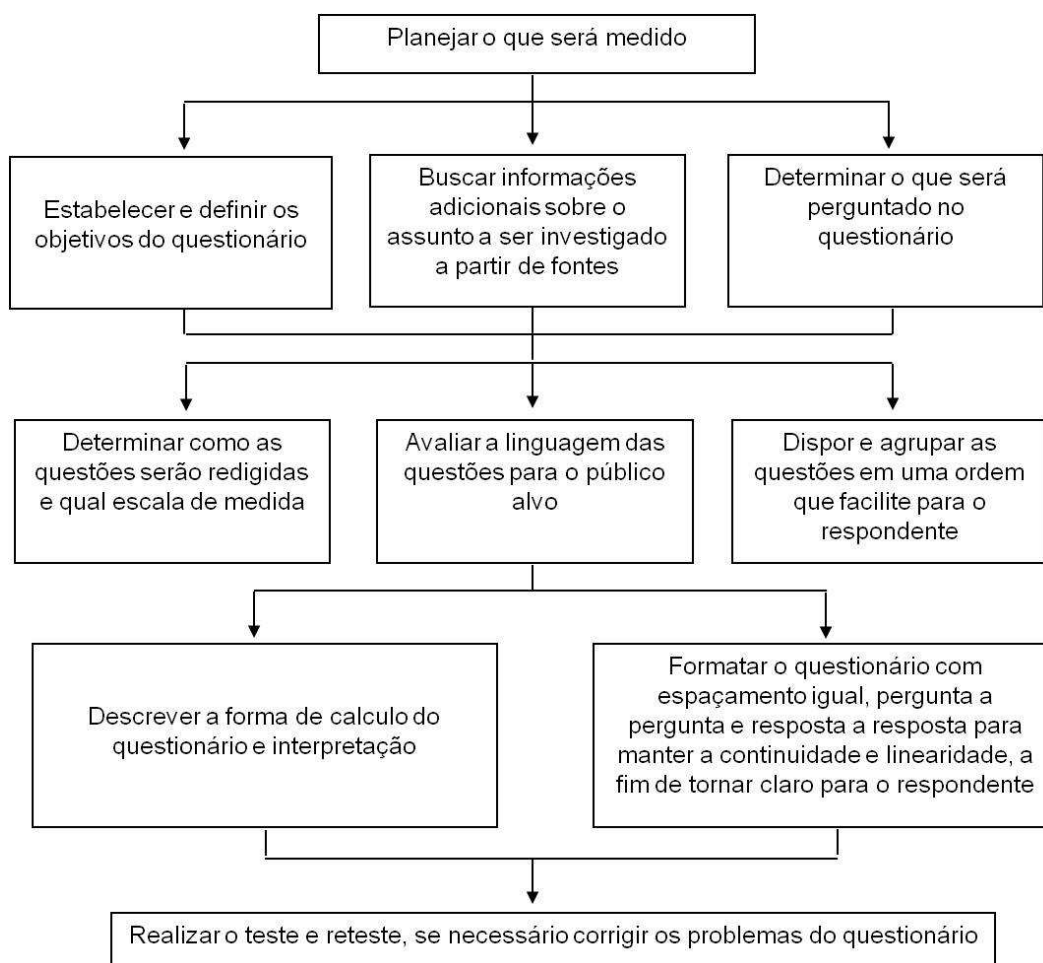 Planejar o que será medido
Estabelecer e definir os
objetivos do questionário
Buscar informações
adicionais sobre o
assunto a ser investigado
a partir de fontes
Determinar o que será
perguntado no
questionário
Determinar como as
questões serão redigidas
e qual escala de medida
Avaliar a linguagem das
questões para o público
alvo
Dispor e agrupar as
questões em uma ordem
que facilite para o
respondente
Descrever a forma de calculo do
questionário e interpretação
Formatar o questionário com
espaçamento igual, pergunta a
pergunta e resposta a resposta para
manter a continuidade e linearidade, a
fim de tornar claro para o respondente
Realizar o teste e reteste, se necessário corrigir os problemas do questionário